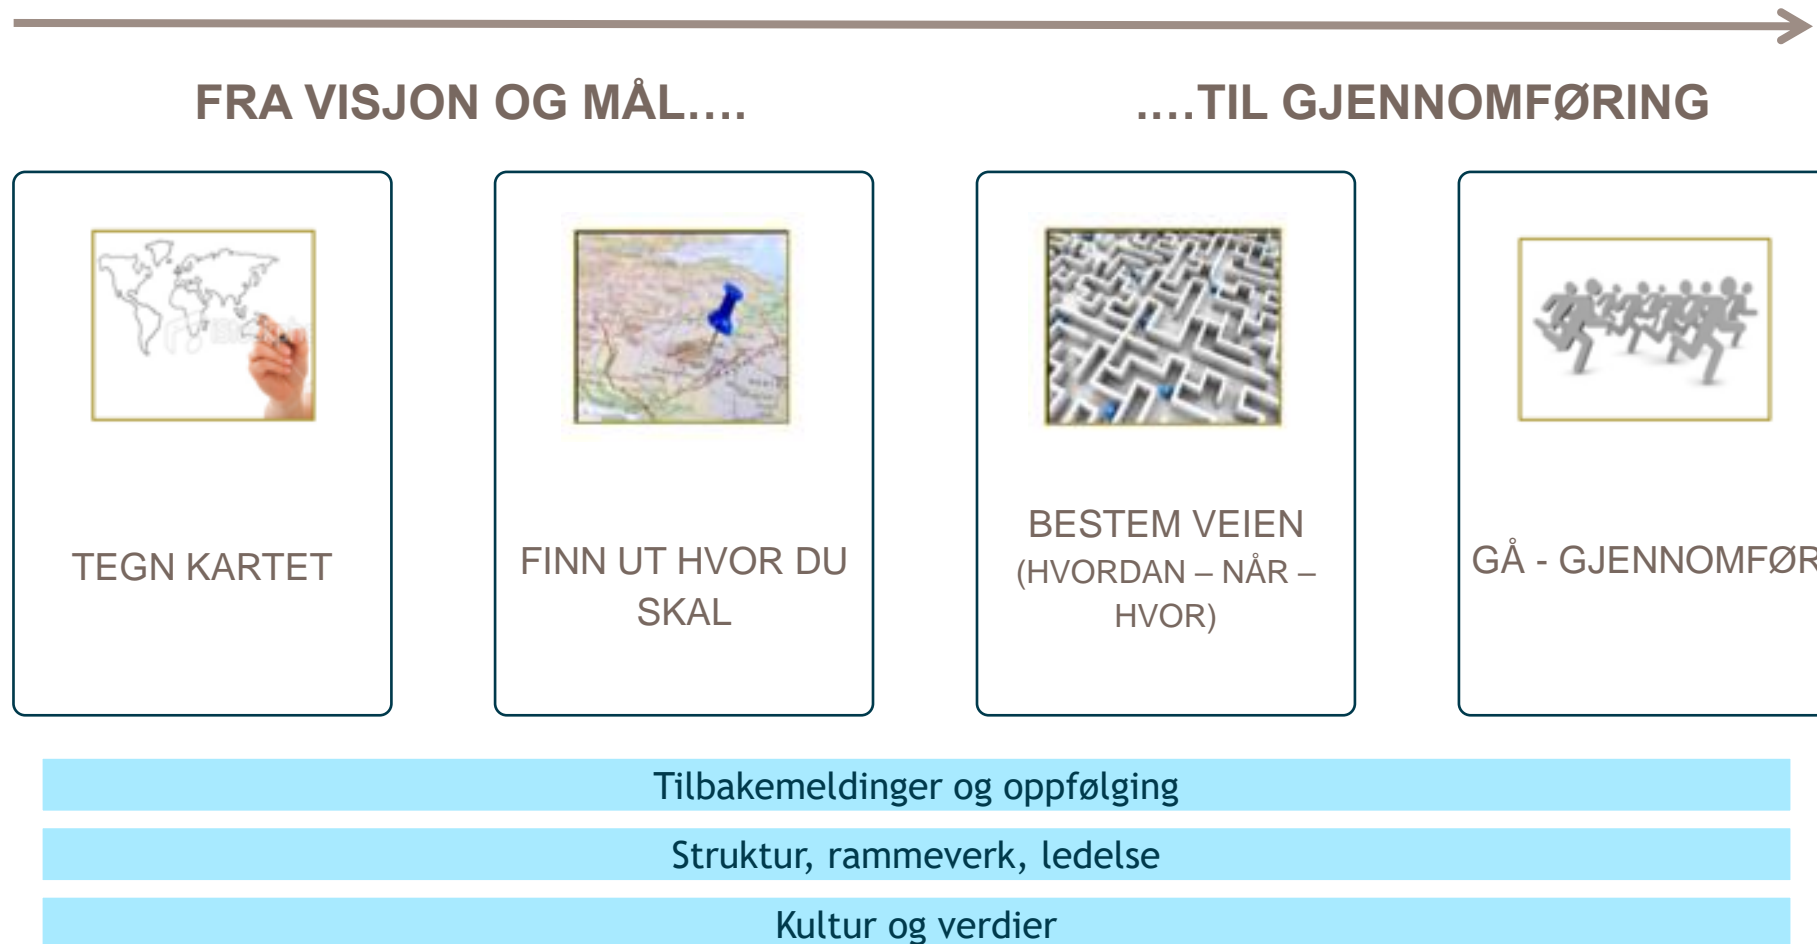 FRA VISJON OG MÅL....
....TIL GJENNOMFØRING
TEGN KARTET
FINN UT HVOR DU
SKAL
BESTEM VEIEN
(HVORDAN – NÅR –
HVOR)
GÅ - GJENNOMFØR
Tilbakemeldinger og oppfølging
Struktur, rammeverk, ledelse
Kultur og verdier